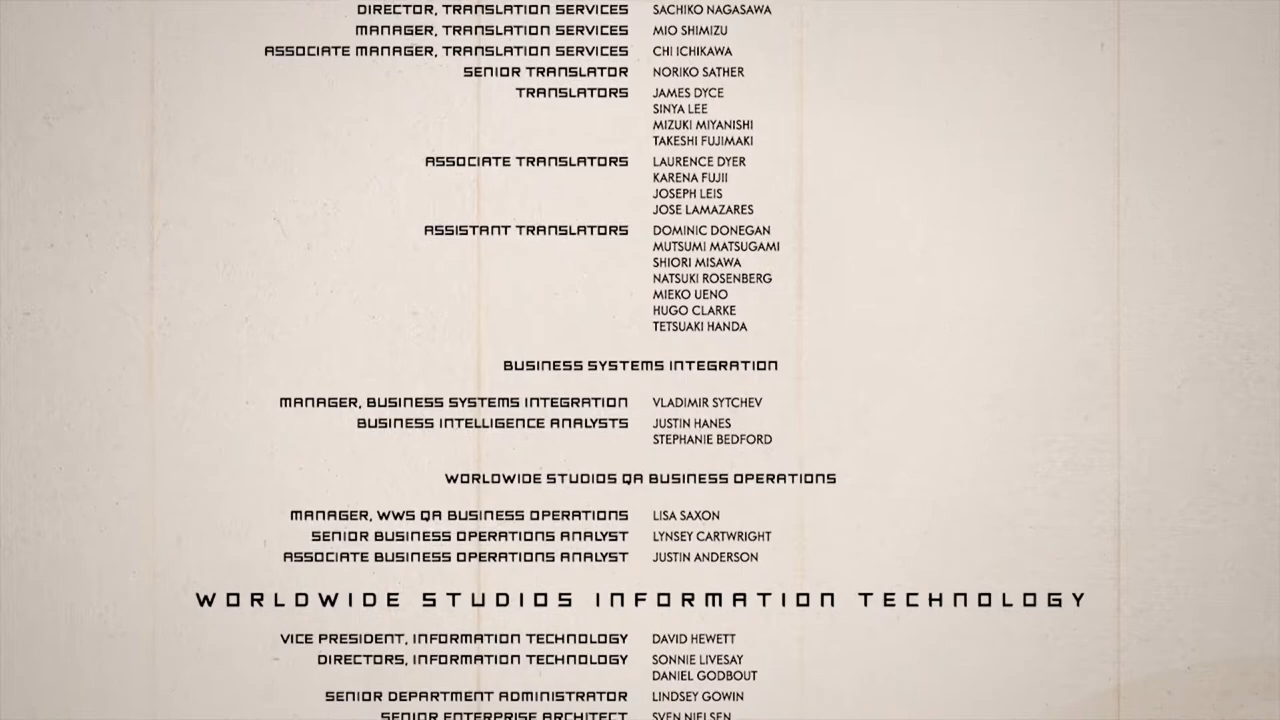 DIRECTOR, TRANSLATION SERVICES SACHIKO NAGASAWA
MANAGER, TRANSLATION SERVICES MIO SHIMIZU
ASSOCIATE MANAGER, TRANSLATION SERVICES CHI ICHIKAWA
SENIOR TRANSLATOR NORIKO SATHER
TRANSLATORS JAMES DYCE
SINYA LEE
MIZUKI MIYANISHI
TAKESHI FUJIMAKI
ASSOCIATE TRANSLATORS LAURENCE DYER
KARENA FUJII
JOSEPH LEIS
JOSE LAMAZARES
ASSISTANT TRANSLATORS DOMINIC DONEGAN
MUTSUMI MATSUGAMI
SHIORI MISAWA
NATSUKI ROSENBERG
MIEKO UENO
HUGO CLARKE
TETSUAKI HANDA
BUSINESS SYSTEMS INTEGRATION
MANAGER, BUSINESS SYSTEMS INTEGRATION VLADIMIR SYTCHEV
BUSINESS INTELLIGENCE ANALYSTS JUSTIN HANES
STEPHANIE BEDFORD
WORLDWIDE STUDIOS QA BUSINESS OPERATIONS
MANAGER, WWS QA BUSINESS OPERATIONS LISA SAXON
SENIOR BUSINESS OPERATIONS ANALYST LYNSEY CARTWRIGHT
ASSOCIATE BUSINESS OPERATIONS ANALYST JUSTIN ANDERSON
WORLDWIDE STUDIOS INFORMATION TECHNOLOGY
VICE PRESIDENT, INFORMATION TECHNOLOGY DAVID HEWETT
DIRECTORS, INFORMATION TECHNOLOGY SONNIE LIVESAY
DANIEL GODBOUT
SENIOR DEPARTMENT ADMINISTRATOR LINDSEY GOWIN
SENIOR ENTERPRISE ARCHITECT SVEN NIELSEN